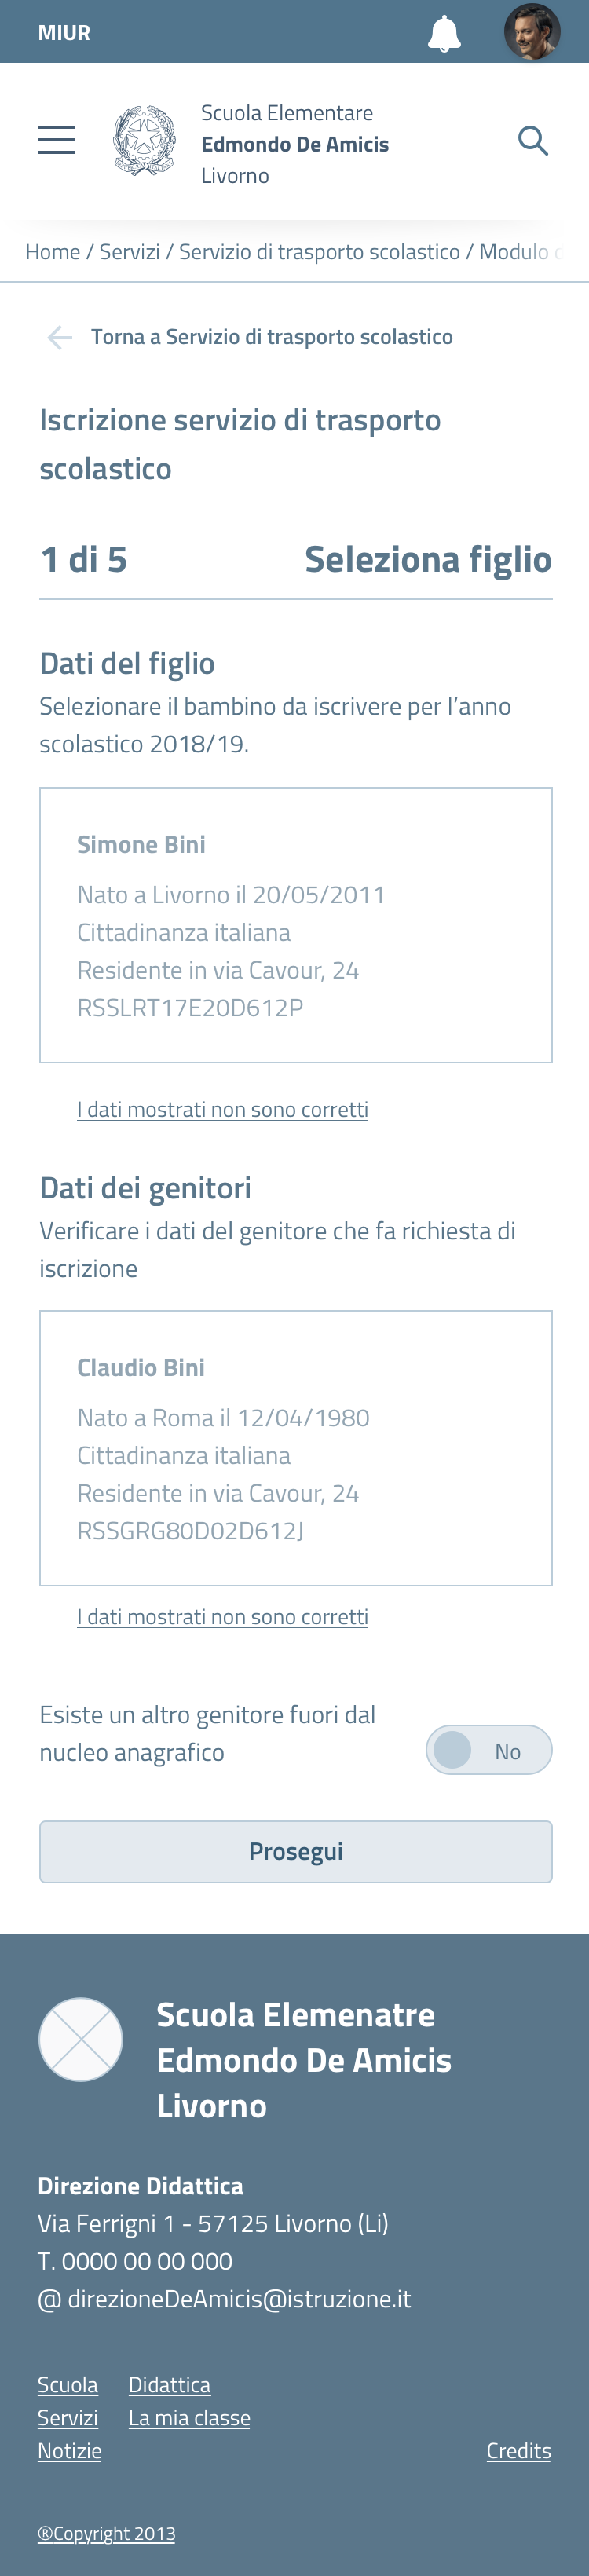 MIUR
Scuola Elementare
Edmondo De Amicis
Livorno
Home / Servizi / Servizio di trasporto scolastico / Modulo
Torna a Servizio di trasporto scolastico
Iscrizione servizio di trasporto
scolastico
1 di 5 Seleziona figlio
Dati del figlio
Selezionare il bambino da iscrivere per l’anno
scolastico 2018/19.
Simone Bini
Nato a Livorno il 20/05/2011
Cittadinanza italiana
Residente in via Cavour, 24
RSSLRT17E20D612P
I dati mostrati non sono corretti
Dati dei genitori
Verificare i dati del genitore che fa richiesta di
iscrizione
Claudio Bini
Nato a Roma il 12/04/1980
Cittadinanza italiana
Residente in via Cavour, 24
RSSGRG80D02D612J
I dati mostrati non sono corretti
Esiste un altro genitore fuori dal
nucleo anagrafico
No
Prosegui
Scuola Elemenatre
Edmondo De Amicis
Livorno
Direzione Didattica
Via Ferrigni 1 - 57125 Livorno (Li)
T. 0000 00 00 000
@ direzioneDeAmicis@istruzione.it
Scuola Didattica
Servizi La mia classe
Notizie Credits
®Copyright 2013